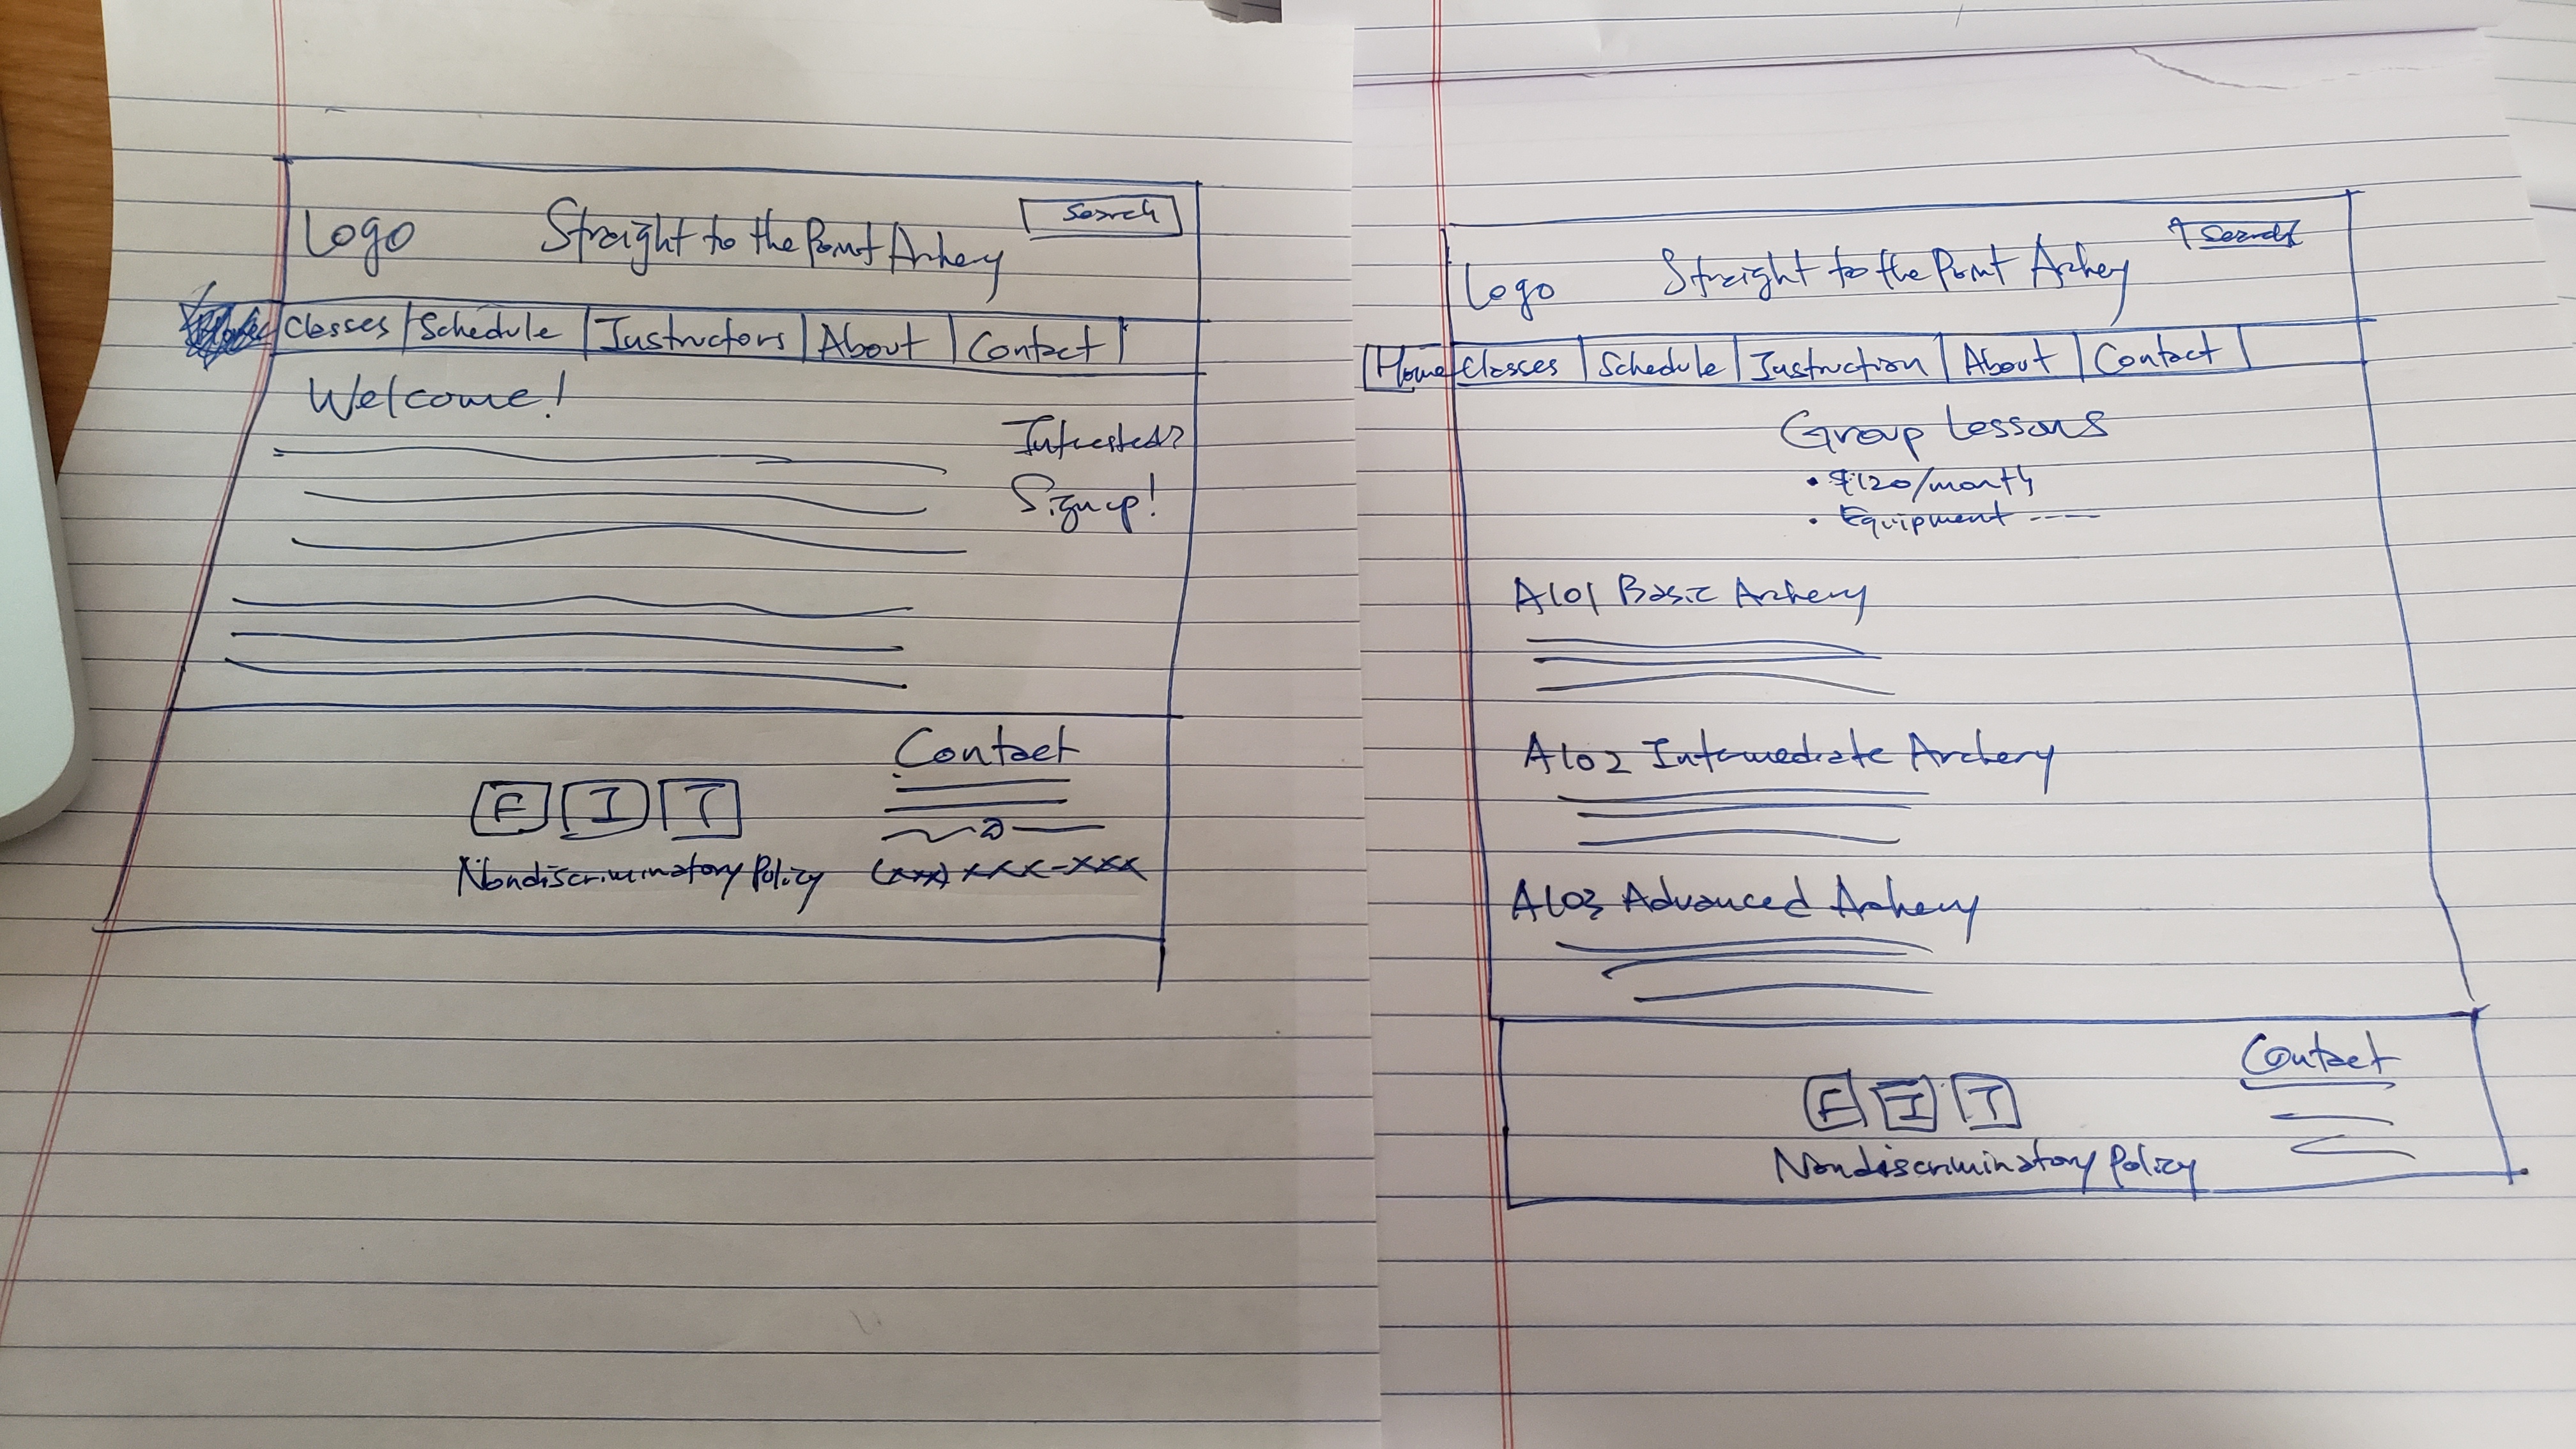 Search
Logo Straight to the Point Archery
Classes Schedule Instructors About Contact
Welcome!
Interested?
Sign up!
Contact
F I T
Nondiscriminatory Policy (xxx) xxx-xxx
Search
Logo Straight to the Point Archery
Home Classes Schedule Instruction About Contact
Group Lessons
• $120/month
• Equipment ----
A101 Basic Archery
A102 Intermediate Archery
A103 Advanced Archery
Contact
F I T
Nondiscriminatory Policy